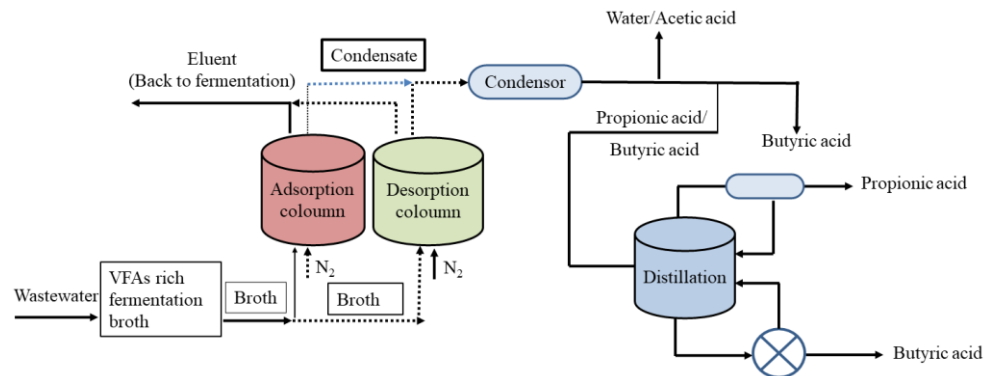 Water/Acetic acid
Eluent
(Back to fermentation)
Condensate
Condensor
Propionic acid/
Butyric acid
Butyric acid
Adsorption
coloumn
Desorption
coloumn
Propionic acid
Distillation
N2
N2
Wastewater
VFAs rich
fermentation
broth
Broth
Broth
Butyric acid